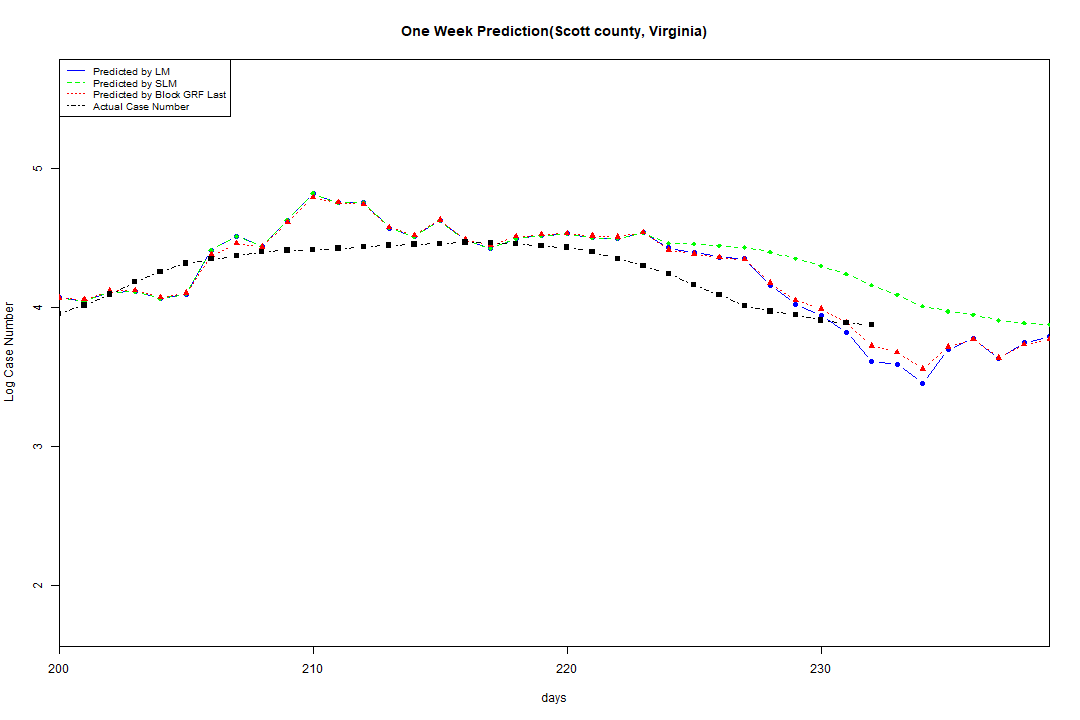 One Week Prediction(Scott county, Virginia)
Predicted by LM
Predicted by SLM
Predicted by Block GRF Last
Actual Case Number
5
4
3
2
Log Case Number
200 210 220 230
days